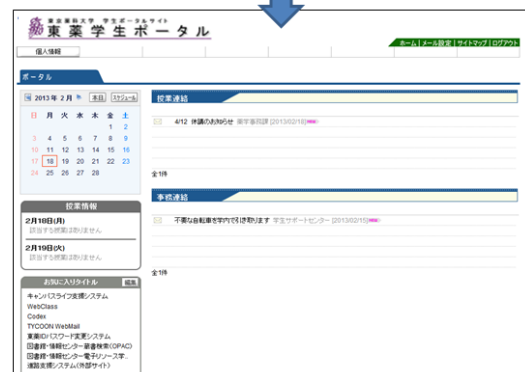 東京薬科大学 学生ポータルサイト
東薬学生ポータル
ホーム | メール設定 | サイトマップ | ログアウト
個人情報
ポータル
2013年 2月 本日 スケジュール
日 月 火 水 木 金 土
1 2
3 4 5 6 7 8 9
10 11 12 13 14 15 16
17 18 19 20 21 22 23
24 25 26 27 28
授業情報
2月18日(月)
該当する授業はありません
2月19日(火)
該当する授業はありません
お気に入りタイトル 編集
キャンパスライフ支援システム
WebClass
Codex
TYCOON WebMail
東薬IDパスワード変更システム
図書館・情報センター蔵書検索(OPAC)
図書館・情報センター電子リソース学..
進路支援システム(外部サイト)
授業連絡
4/12 休講のお知らせ 薬学事務課 [2013/02/18]
全1件
事務連絡
不要な自転車を学内で引き取ります 学生サポートセンター [2013/02/15]
全1件